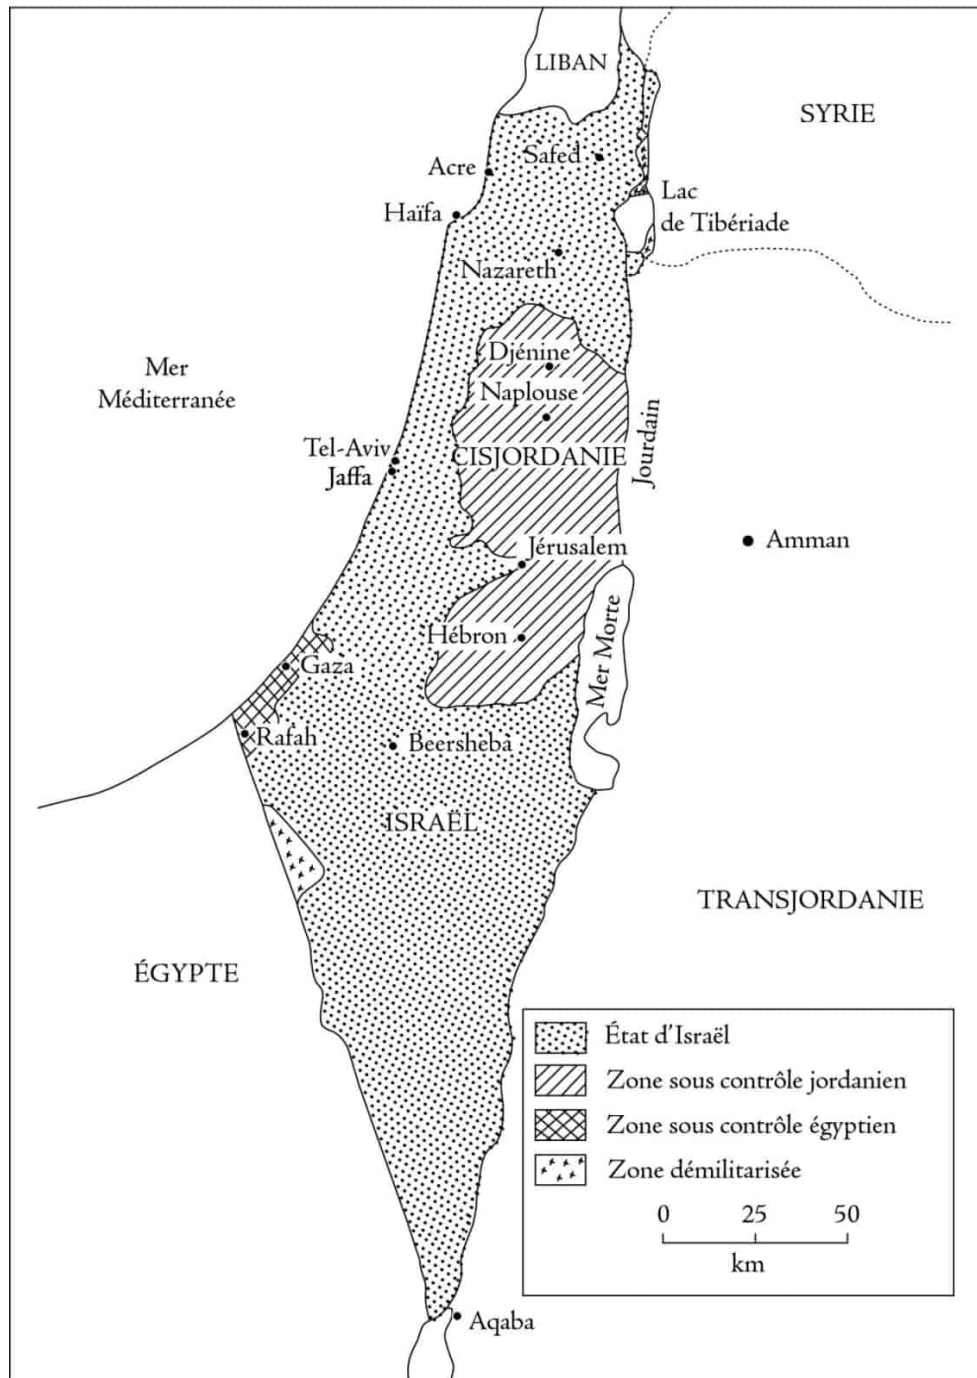 LIBAN
SYRIE
Safed
Acre
Lac
de Tibériade
Haïfa
Nazareth
Djénine
Mer
Méditerranée
Naplouse
Jourdain
Tel-Aviv
Jaffa
CISJORDANIE
Amman
Jérusalem
Hébron
Mer Morte
Gaza
Rafah
Beersheba
ISRAËL
TRANSJORDANIE
ÉGYPTE
État d'Israël
Zone sous contrôle jordanien
Zone sous contrôle égyptien
Zone démilitarisée
0 25 50
km
Aqaba